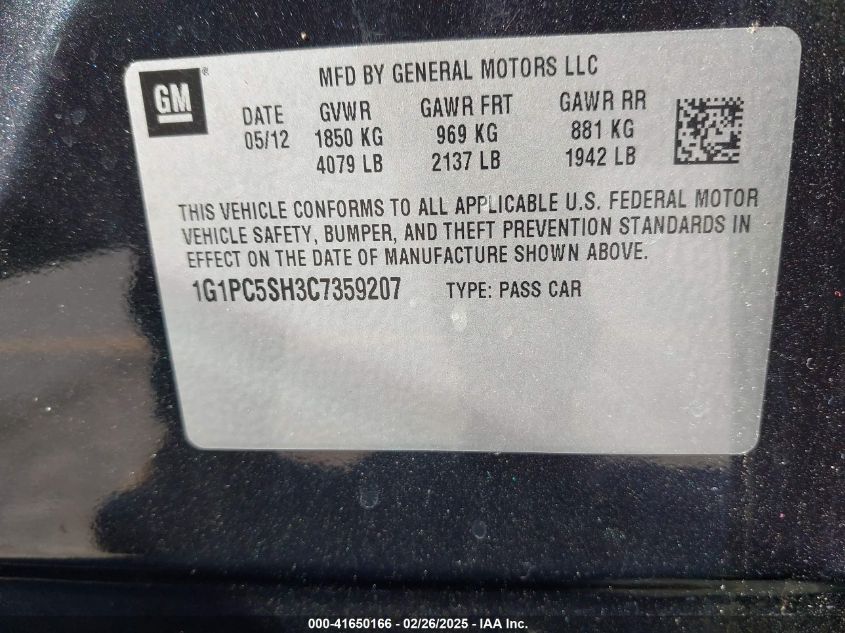 GM ®
MFD BY GENERAL MOTORS LLC
DATE GVWR GAWR FRT GAWR RR
05/12 1850 KG 969 KG 881 KG
4079 LB 2137 LB 1942 LB
THIS VEHICLE CONFORMS TO ALL APPLICABLE U.S. FEDERAL MOTOR
VEHICLE SAFETY, BUMPER, AND THEFT PREVENTION STANDARDS IN
EFFECT ON THE DATE OF MANUFACTURE SHOWN ABOVE.
1G1PC5SH3C7359207 TYPE: PASS CAR
000-41650166 - 02/26/2025 - IAA Inc.